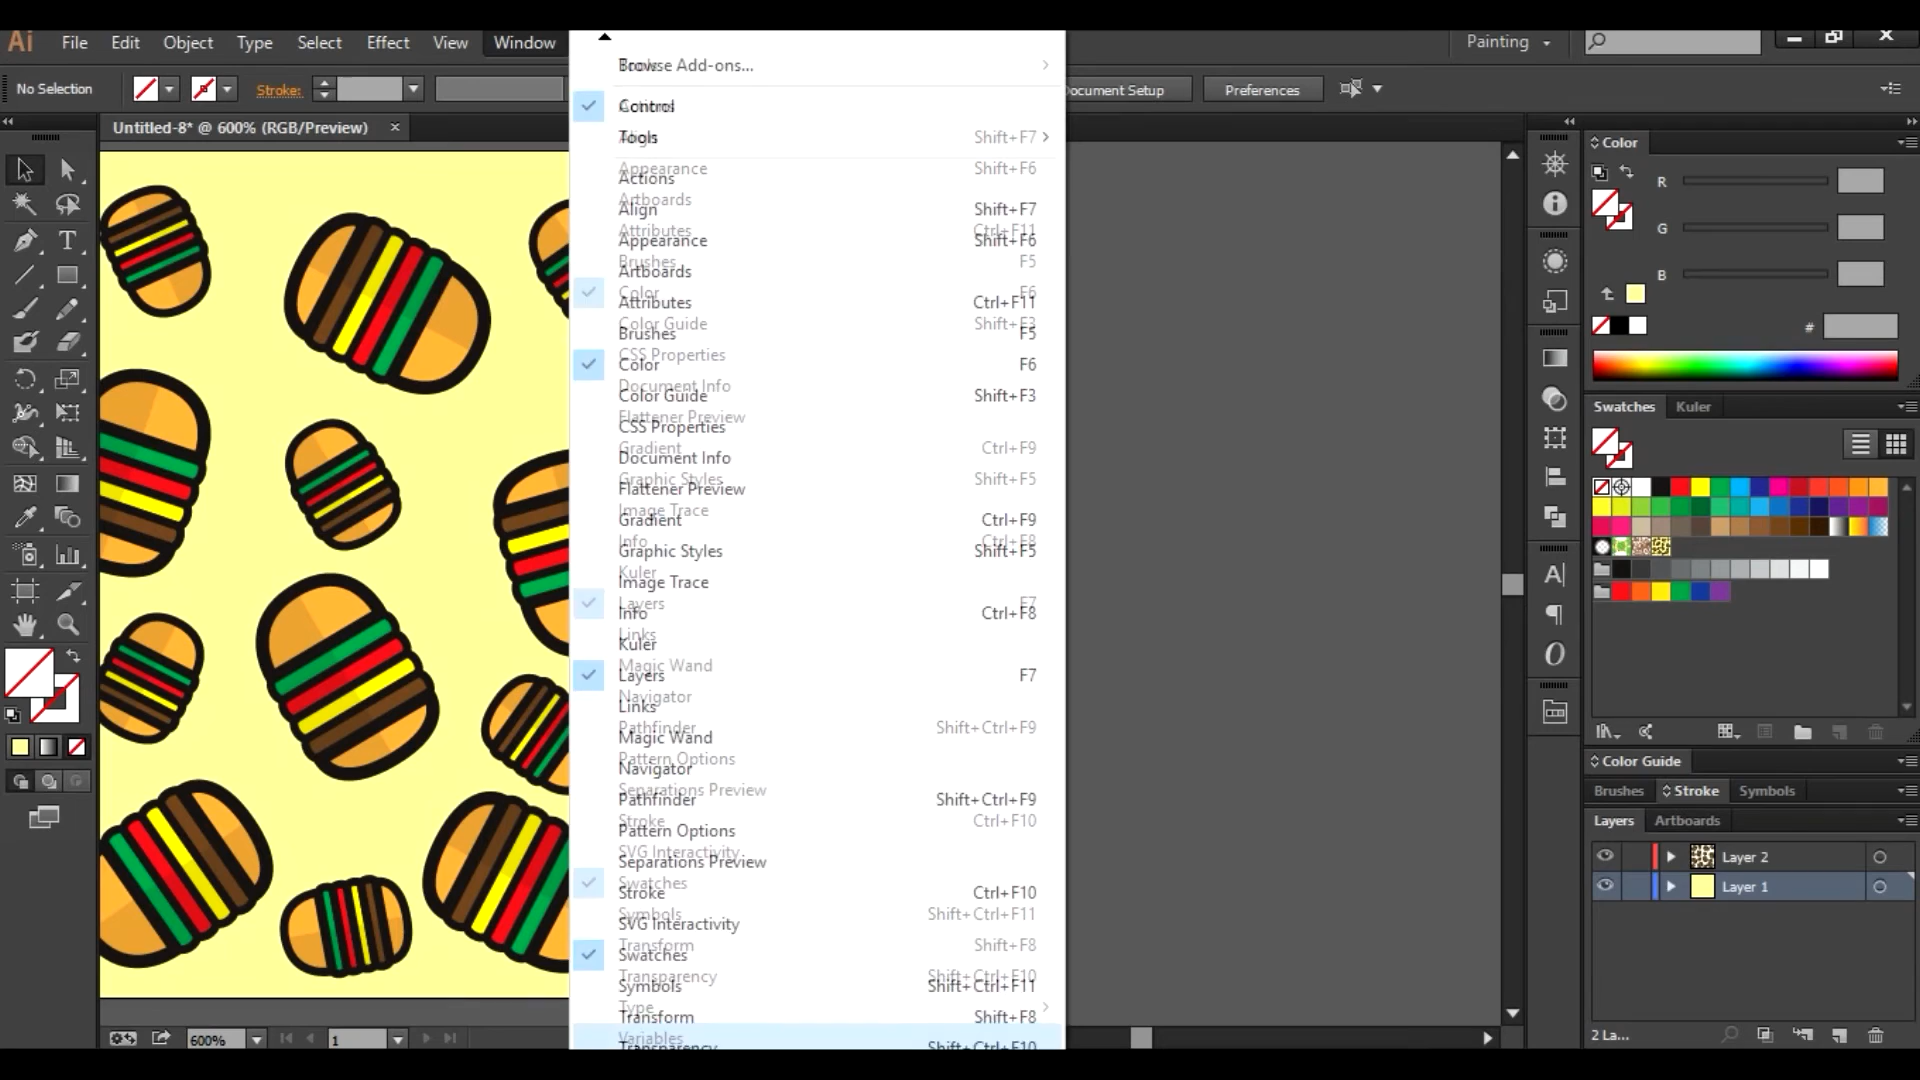 Ai File Edit Object Type Select Effect View Window Painting
No Selection Stroke: Document Setup Preferences
Untitled-8* @ 600% (RGB/Preview) ×
Browse Add-ons...
Control
Tools
Actions
Align Shift+F7
Appearance Shift+F6
Artboards
Attributes Ctrl+F11
Brushes F5
Color F6
Color Guide Shift+F3
CSS Properties
Document Info
Flattener Preview
Gradient Ctrl+F9
Graphic Styles Shift+F5
Image Trace
Info Ctrl+F8
Kuler
Layers F7
Links
Magic Wand
Navigator
Pathfinder Shift+Ctrl+F9
Pattern Options
Separations Preview
Stroke Ctrl+F10
SVG Interactivity
Swatches
Symbols Shift+Ctrl+F11
Transform Shift+F8
Transparency Shift+Ctrl+F10
Actions
Align Shift+F7
Appearance Shift+F6
Artboards
Attributes Ctrl+F11
Brushes F5
Color F6
Color Guide Shift+F3
CSS Properties
Document Info
Flattener Preview
Gradient Ctrl+F9
Graphic Styles Shift+F5
Image Trace
Info Ctrl+F8
Kuler
Layers F7
Links
Magic Wand
Navigator
Pathfinder Shift+Ctrl+F9
Pattern Options
Separations Preview
Stroke Ctrl+F10
SVG Interactivity
Swatches
Symbols Shift+Ctrl+F11
Transform Shift+F8
Transparency Shift+Ctrl+F10
Type
Variables
Color
R
G
B
#
Swatches Kuler
Color Guide
Brushes Stroke Symbols
Layers Artboards
Layer 2
Layer 1
2 La...
600% 1